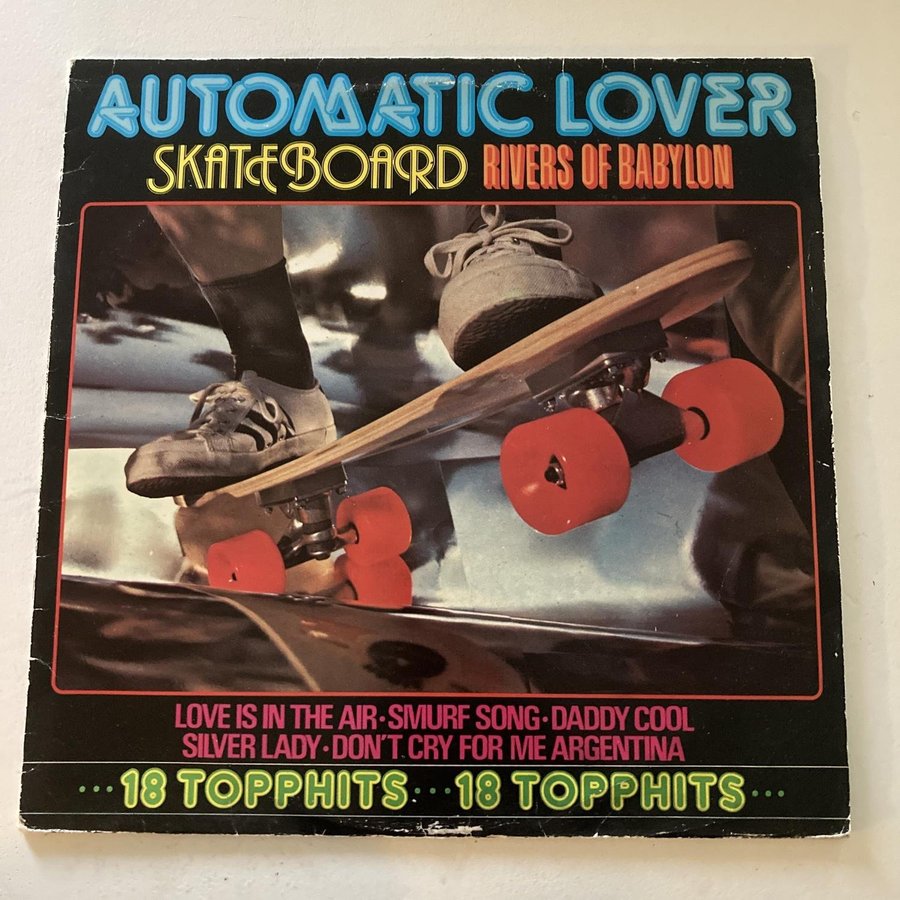 AUTOMATIC LOVER
SKATEBOARD RIVERS OF BABYLON
LOVE IS IN THE AIR·SMURF SONG·DADDY COOL
SILVER LADY·DON'T CRY FOR ME ARGENTINA
···18 TOPPHITS···18 TOPPHITS···